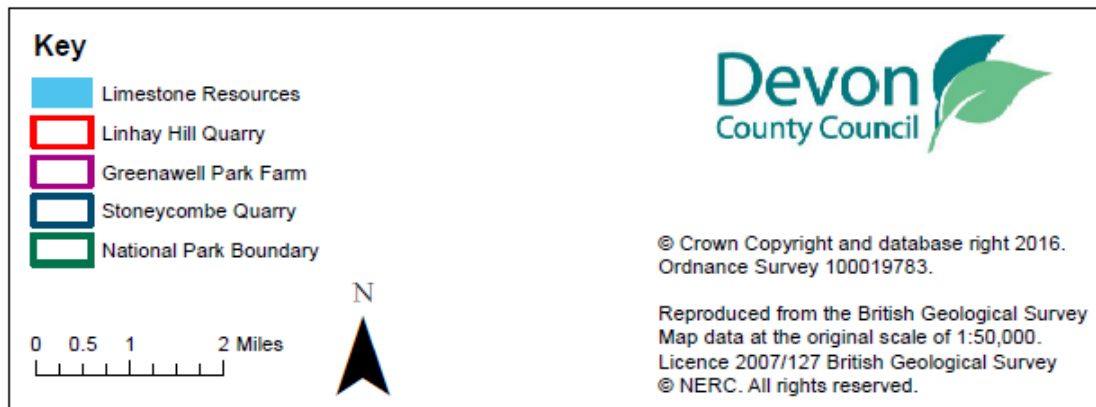 Key
Limestone Resources
Linhay Hill Quarry
Greenawell Park Farm
Stoneycombe Quarry
National Park Boundary
N
0 0.5 1 2 Miles
Devon
County Council
© Crown Copyright and database right 2016.
Ordnance Survey 100019783.
Reproduced from the British Geological Survey
Map data at the original scale of 1:50,000.
Licence 2007/127 British Geological Survey
© NERC. All rights reserved.